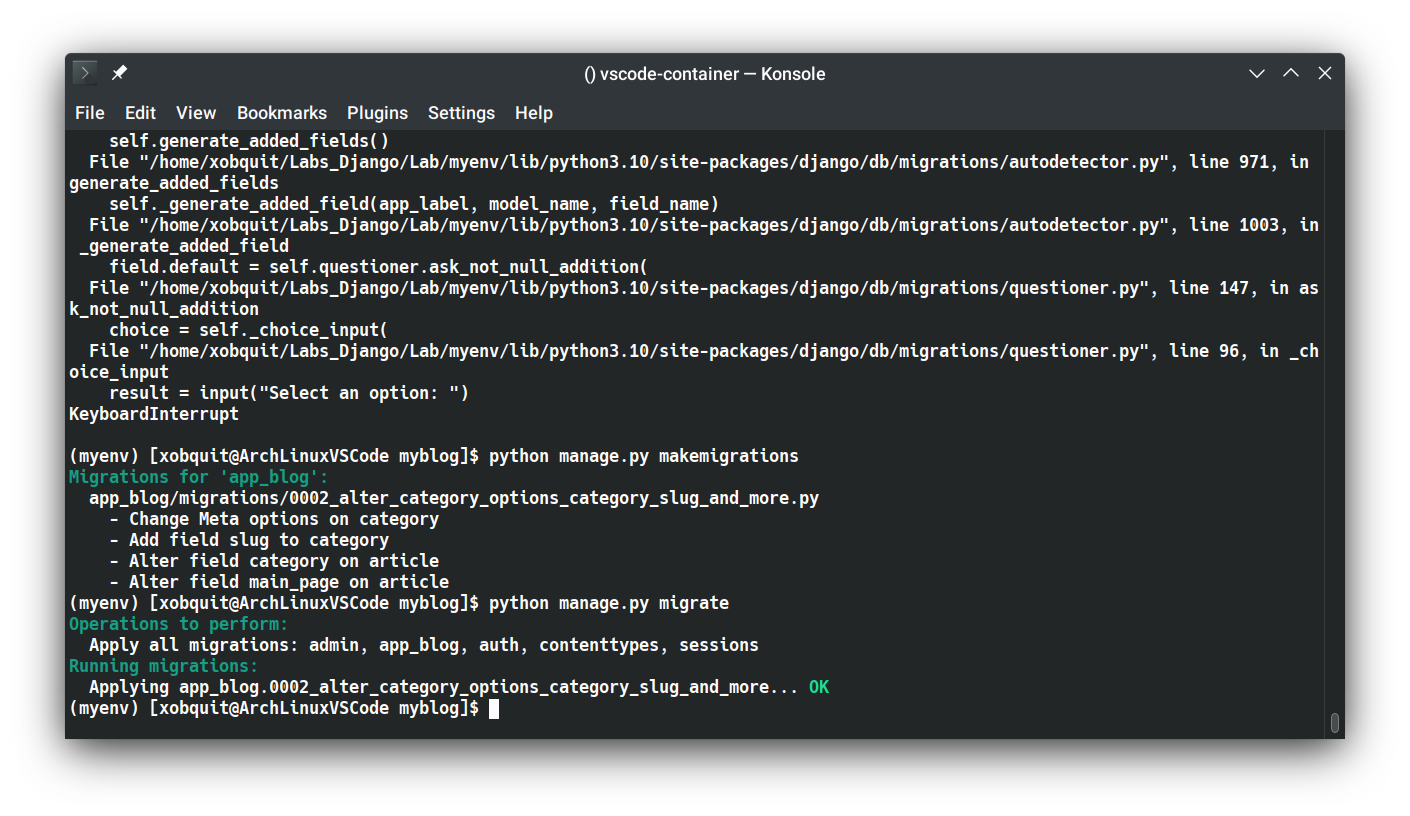 () vscode-container — Konsole
File Edit View Bookmarks Plugins Settings Help
self.generate_added_fields()
File "/home/xobquit/Labs_Django/Lab/myenv/lib/python3.10/site-packages/django/db/migrations/autodetector.py", line 971, in
generate_added_fields
self._generate_added_field(app_label, model_name, field_name)
File "/home/xobquit/Labs_Django/Lab/myenv/lib/python3.10/site-packages/django/db/migrations/autodetector.py", line 1003, in
_generate_added_field
field.default = self.questioner.ask_not_null_addition(
File "/home/xobquit/Labs_Django/Lab/myenv/lib/python3.10/site-packages/django/db/migrations/questioner.py", line 147, in as
k_not_null_addition
choice = self._choice_input(
File "/home/xobquit/Labs_Django/Lab/myenv/lib/python3.10/site-packages/django/db/migrations/questioner.py", line 96, in _ch
oice_input
result = input("Select an option: ")
KeyboardInterrupt
(myenv) [xobquit@ArchLinuxVSCode myblog]$ python manage.py makemigrations
Migrations for 'app_blog':
app_blog/migrations/0002_alter_category_options_category_slug_and_more.py
- Change Meta options on category
- Add field slug to category
- Alter field category on article
- Alter field main_page on article
(myenv) [xobquit@ArchLinuxVSCode myblog]$ python manage.py migrate
Operations to perform:
Apply all migrations: admin, app_blog, auth, contenttypes, sessions
Running migrations:
Applying app_blog.0002_alter_category_options_category_slug_and_more... OK
(myenv) [xobquit@ArchLinuxVSCode myblog]$